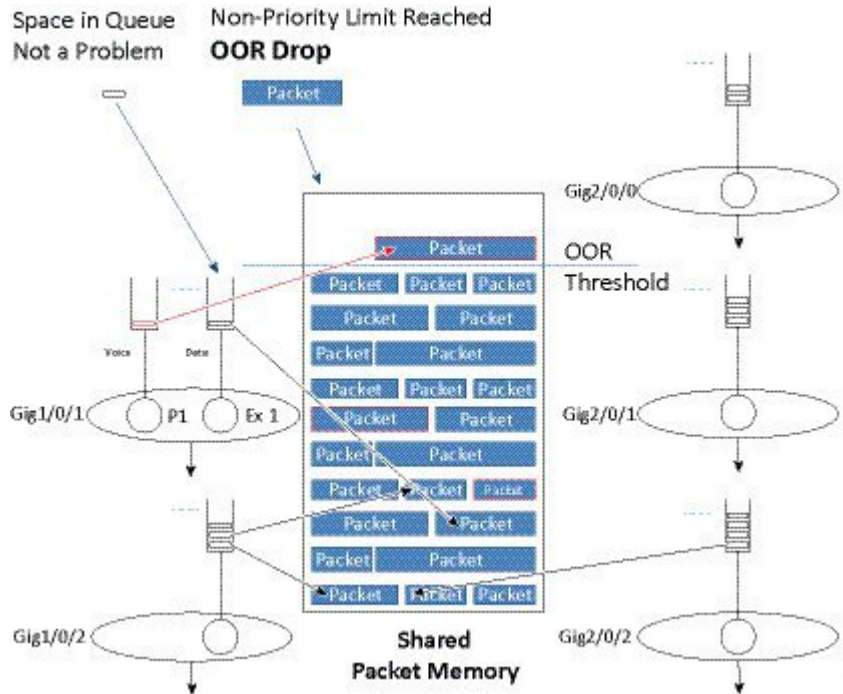 Space in Queue
Not a Problem
Non-Priority Limit Reached
OOR Drop
Packet
Gig2/0/0
Packet
OOR
Threshold
Packet Packet Packet
Packet Packet
Voice Data
Packet Packet
Packet Packet Packet
Gig1/0/1 P1 Ex 1
Packet Packet
Gig2/0/1
Packet Packet
Packet Packet Packet
Packet Packet
Packet Packet
Packet Packet Packet
Gig1/0/2
Gig2/0/2
Shared
Packet Memory